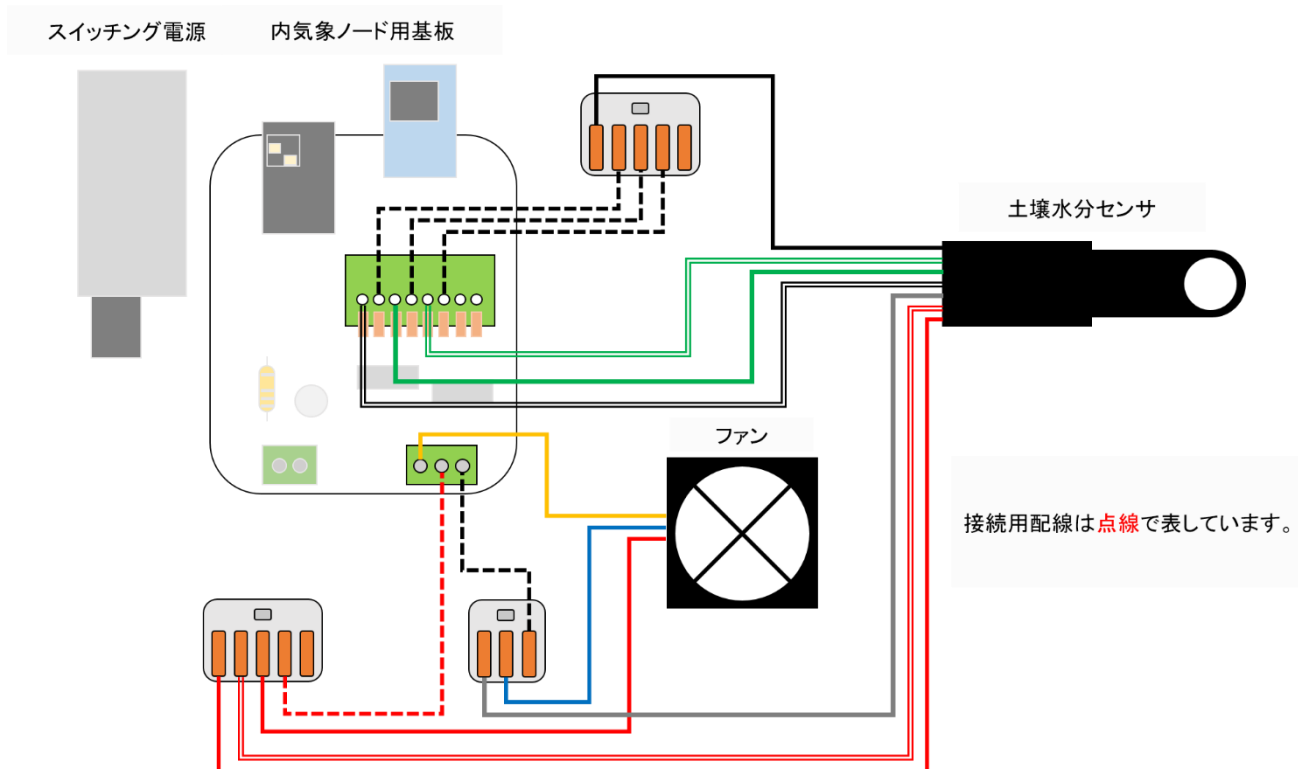 スイッチング電源
内気象ノード用基板
土壌水分センサ
ファン
接続用配線は点線で表しています。